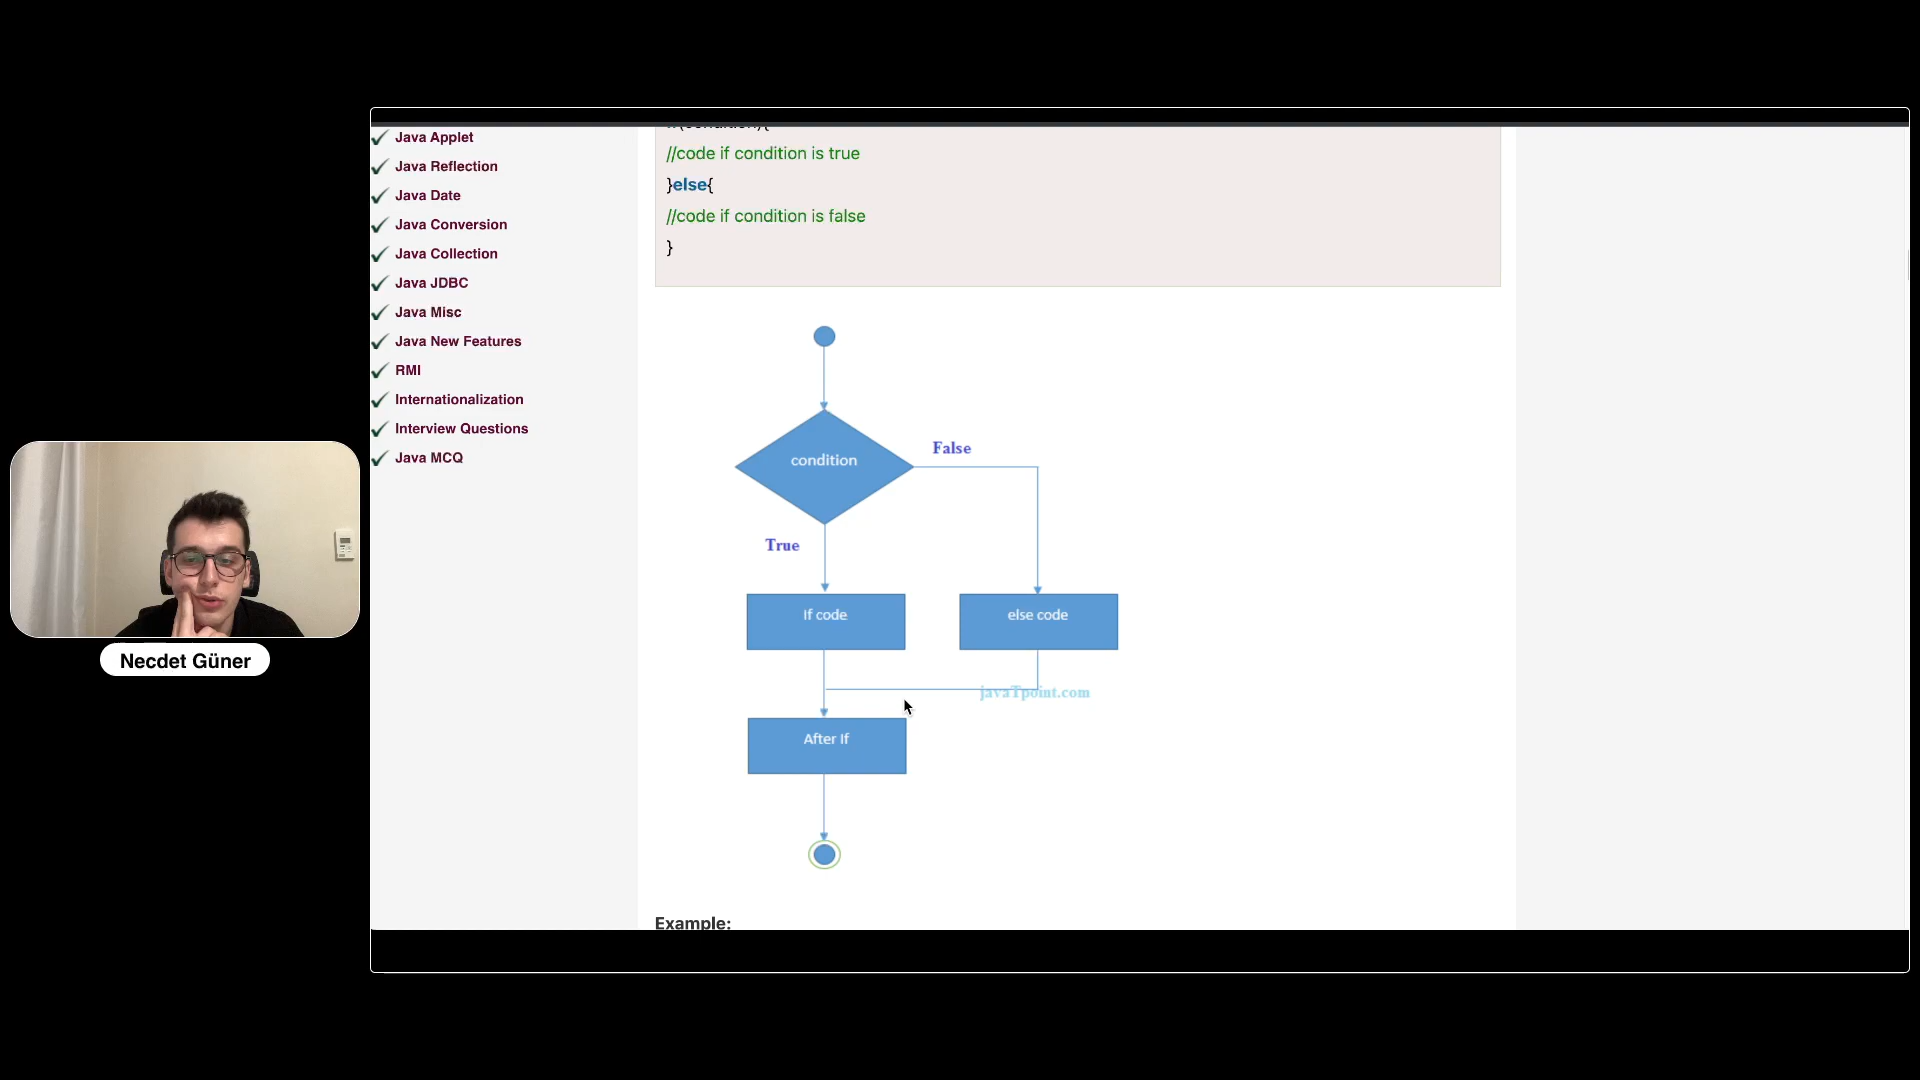 Java Applet
Java Reflection
Java Date
Java Conversion
Java Collection
Java JDBC
Java Misc
Java New Features
RMI
Internationalization
Interview Questions
Java MCQ
if(condition){
//code if condition is true
}else{
//code if condition is false
}
condition
False
True
If code
else code
javaTpoint.com
After If
Example:
Necdet Güner